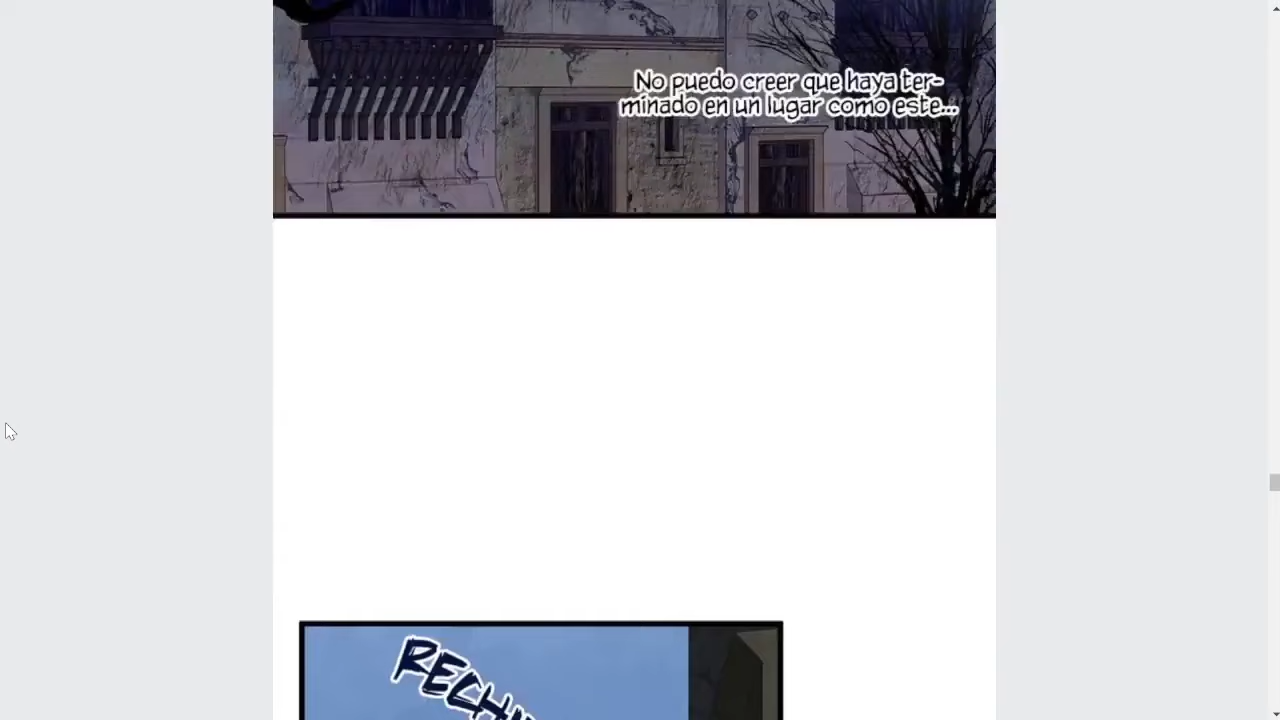 No puedo creer que haya ter-
minado en un lugar como este...